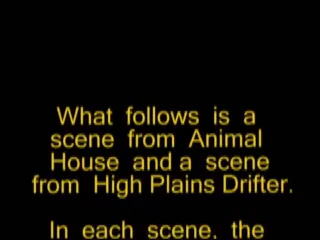 What follows is a
scene from Animal
House and a scene
from High Plains Drifter.
In each scene, the